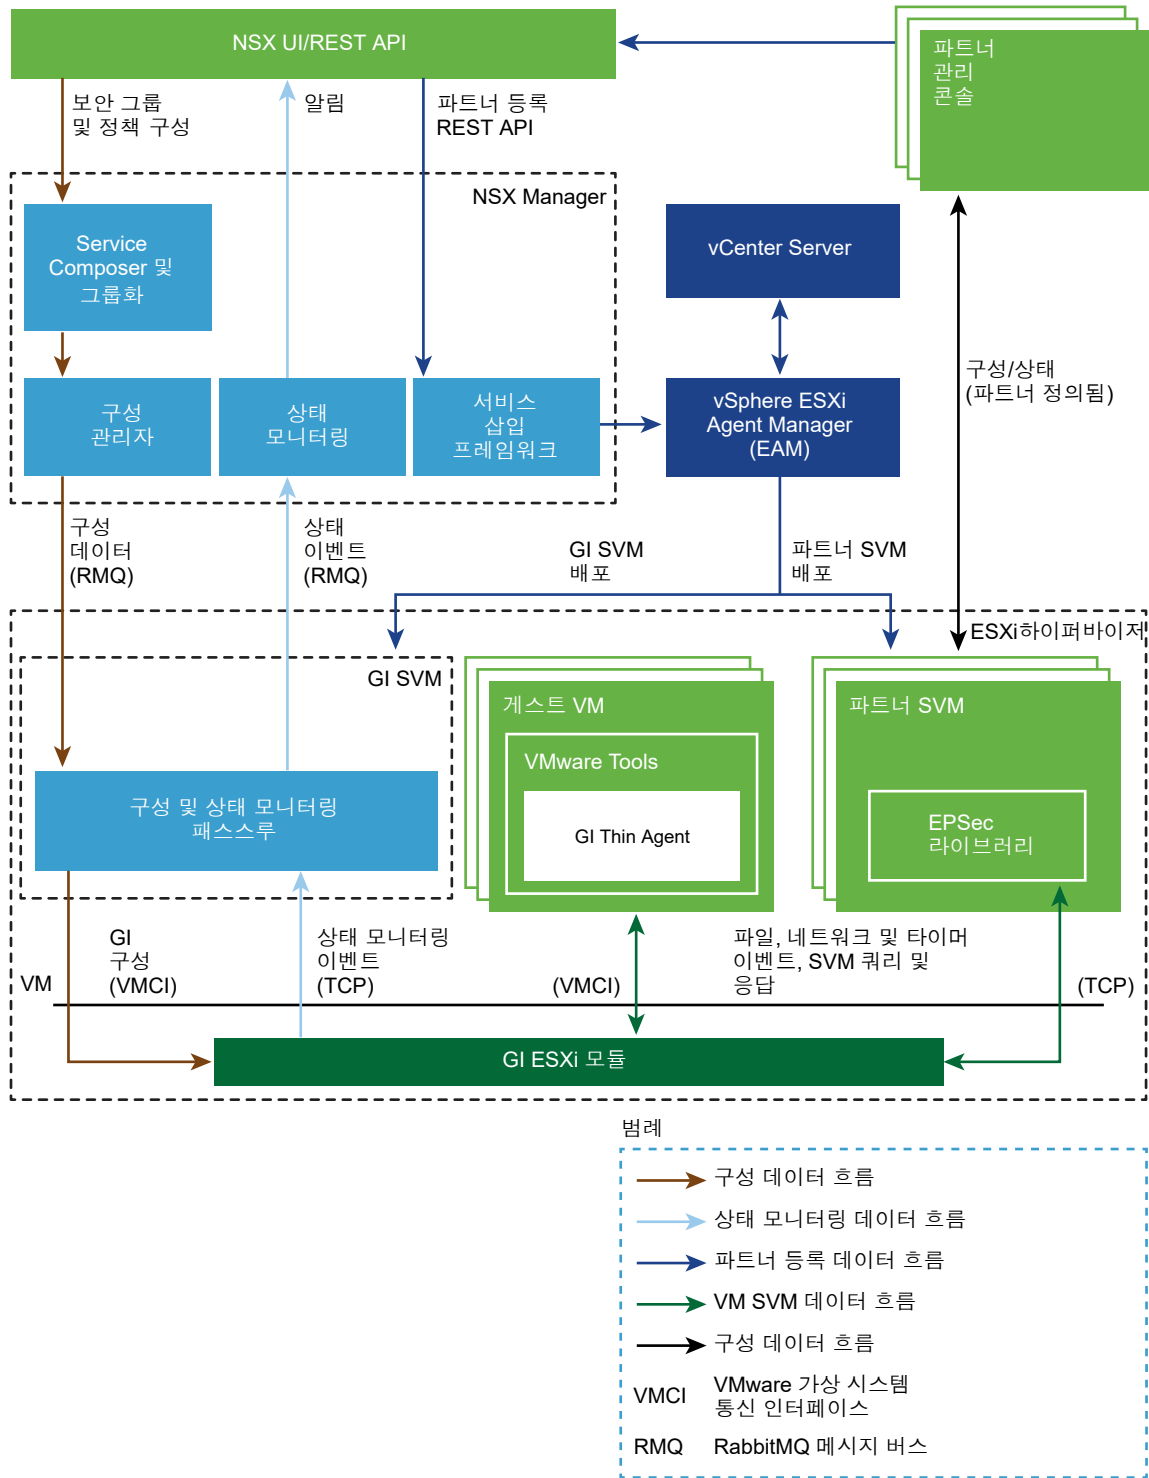 NSX UI/REST API
파트너
관리
콘솔
보안 그룹
및 정책 구성
알림
파트너 등록
REST API
NSX Manager
Service
Composer 및
그룹화
vCenter Server
구성
관리자
상태
모니터링
서비스
삽입
프레임워크
vSphere ESXi
Agent Manager
(EAM)
구성/상태
(파트너 정의됨)
구성
데이터
(RMQ)
상태
이벤트
(RMQ)
GI SVM
배포
파트너 SVM
배포
ESXi하이퍼바이저
GI SVM
게스트 VM
VMware Tools
GI Thin Agent
파트너 SVM
EPSec
라이브러리
구성 및 상태 모니터링
패스스루
GI
구성
(VMCI)
상태 모니터링
이벤트
(TCP)
(VMCI)
파일, 네트워크 및 타이머
이벤트, SVM 쿼리 및
응답
(TCP)
VM
GI ESXi 모듈
범례
구성 데이터 흐름
상태 모니터링 데이터 흐름
파트너 등록 데이터 흐름
VM SVM 데이터 흐름
구성 데이터 흐름
VMCI VMware 가상 시스템
통신 인터페이스
RMQ RabbitMQ 메시지 버스